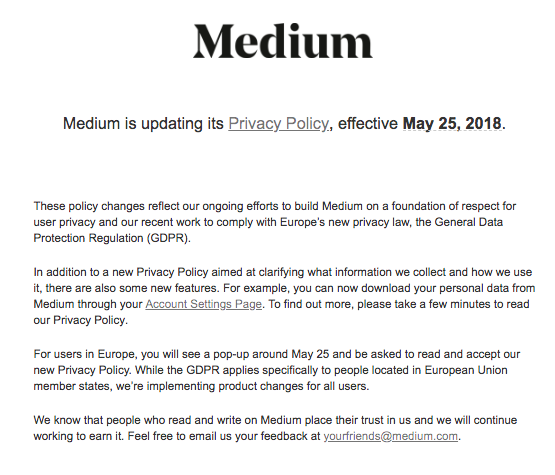 Medium
Medium is updating its Privacy Policy, effective May 25, 2018.
These policy changes reflect our ongoing efforts to build Medium on a foundation of respect for
user privacy and our recent work to comply with Europe's new privacy law, the General Data
Protection Regulation (GDPR).
In addition to a new Privacy Policy aimed at clarifying what information we collect and how we use
it, there are also some new features. For example, you can now download your personal data from
Medium through your Account Settings Page. To find out more, please take a few minutes to read
our Privacy Policy.
For users in Europe, you will see a pop-up around May 25 and be asked to read and accept our
new Privacy Policy. While the GDPR applies specifically to people located in European Union
member states, we're implementing product changes for all users.
We know that people who read and write on Medium place their trust in us and we will continue
working to earn it. Feel free to email us your feedback at yourfriends@medium.com.